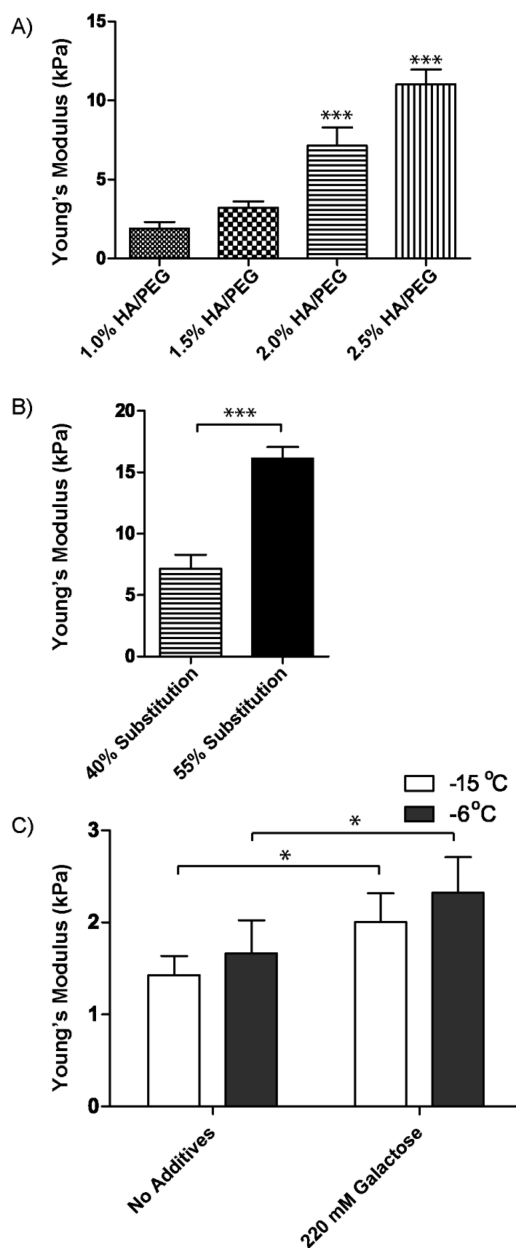 A)
Young's Modulus (kPa)
15
10
5
0
***
***
1.0% HA/PEG
1.5% HA/PEG
2.0% HA/PEG
2.5% HA/PEG
B)
Young's Modulus (kPa)
20
15
10
5
0
***
40% Substitution
55% Substitution
-15 °C
-6°C
C)
Young's Modulus (kPa)
3
2
1
0
*
*
No Additives
220 mM Galactose